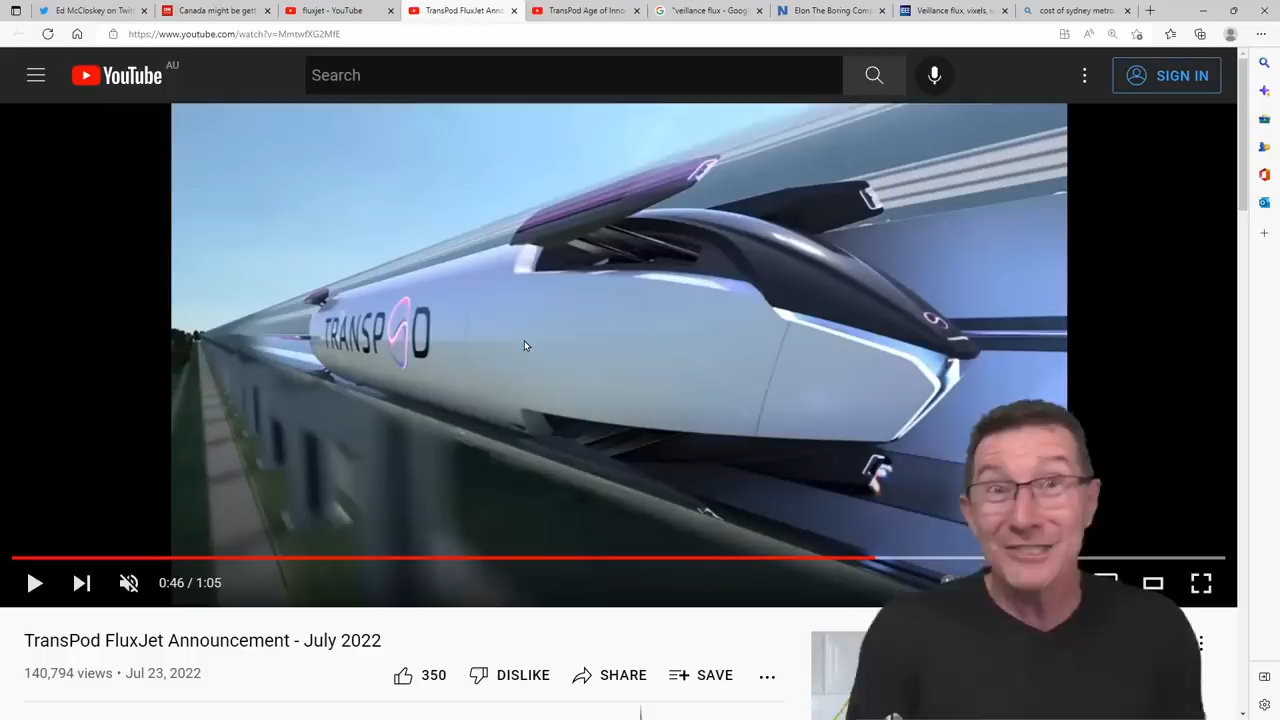 Ed McCloskey on Twit
Canada might be gett
fluxjet - YouTube
TransPod FluxJet Anno
TransPod Age of Inno
"veillance flux - Goog
Elon The Boring Comp
Veillance flux, vixels, s
cost of sydney metro
https://www.youtube.com/watch?v=MmtwfXG2MfE
YouTube AU
Search
SIGN IN
TRANSPOD
0:46 / 1:05
TransPod FluxJet Announcement - July 2022
140,794 views • Jul 23, 2022
350 DISLIKE SHARE SAVE